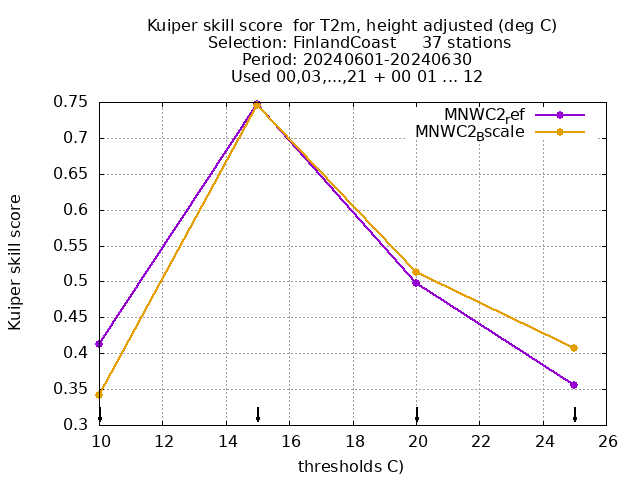 Kuiper skill score  for T2m, height adjusted (deg C)
Selection: FinlandCoast     37 stations
Period: 20240601-20240630
Used 00,03,...,21 + 00 01 ... 12
MNWC2ref
MNWC2Bscale
Kuiper skill score
0.75
0.7
0.65
0.6
0.55
0.5
0.45
0.4
0.35
0.3
10 12 14 16 18 20 22 24 26
thresholds C)